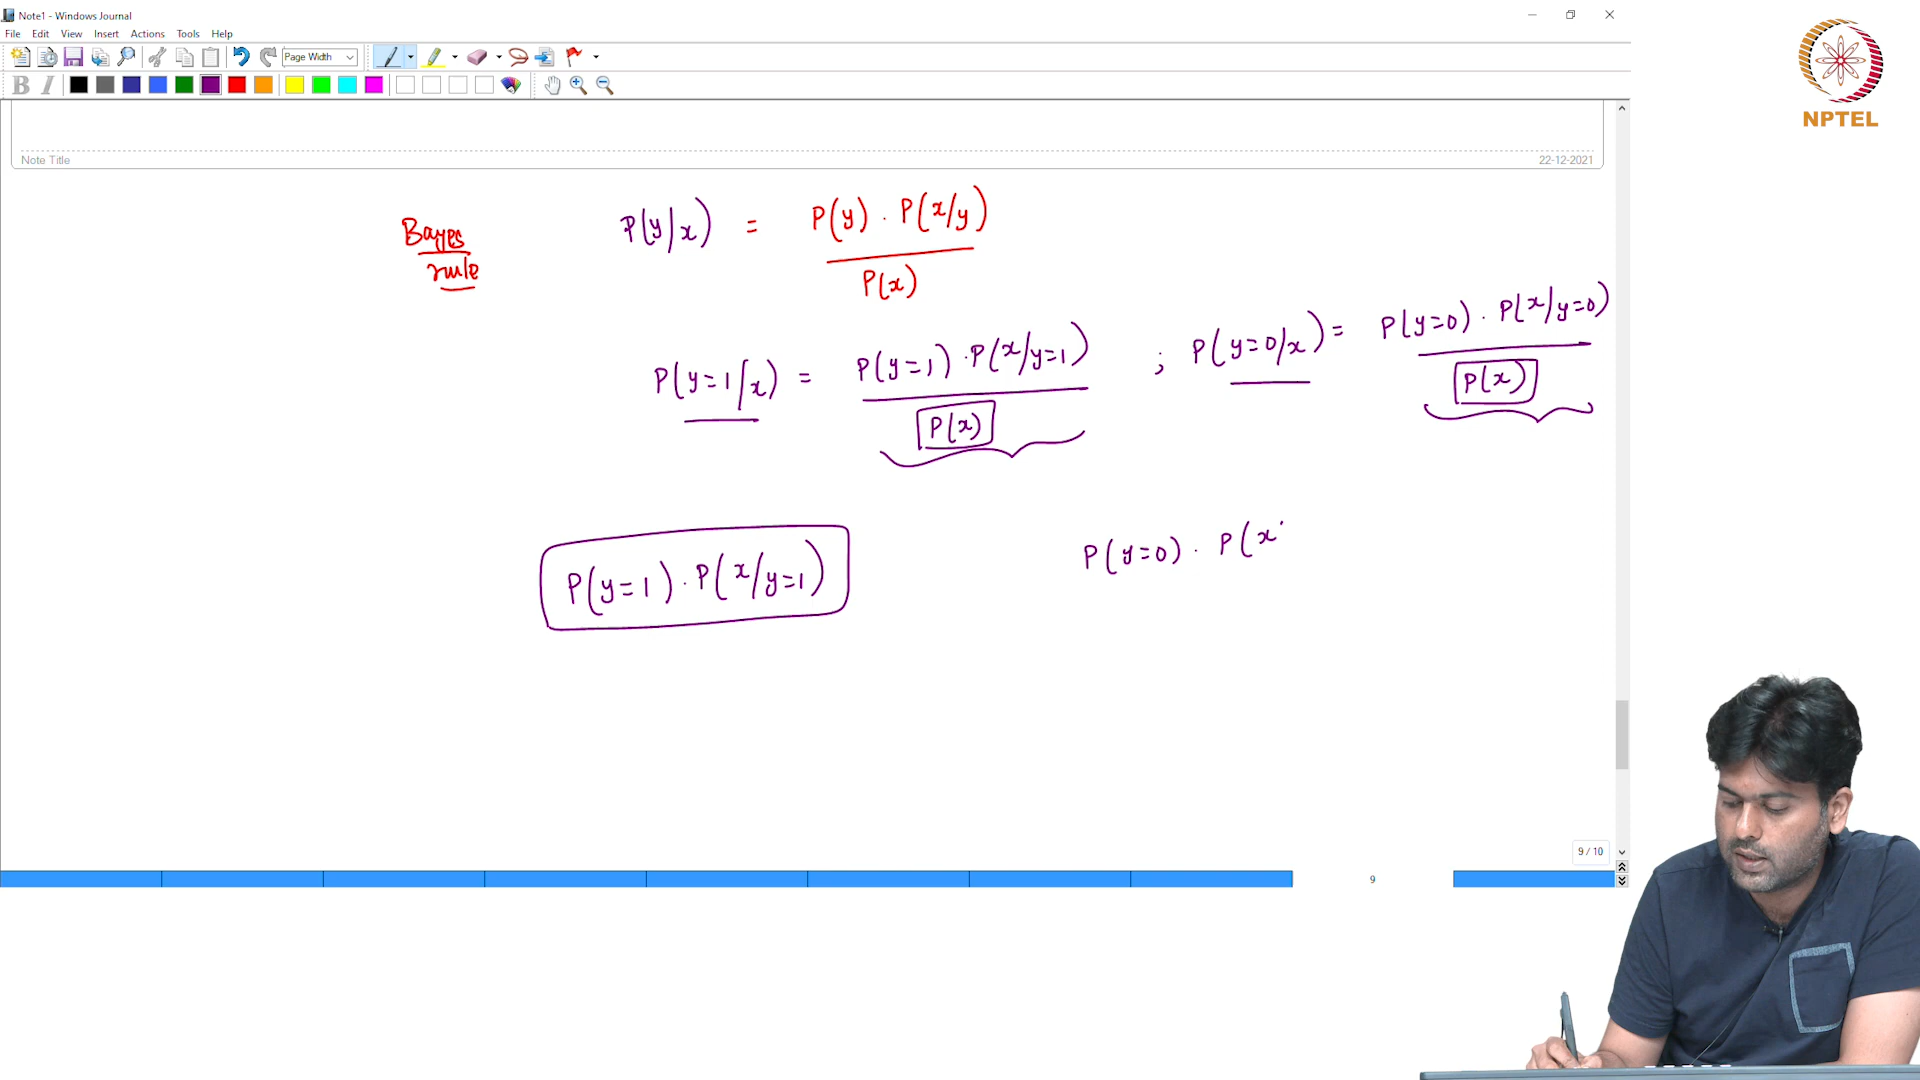 Note1 - Windows Journal
File Edit View Insert Actions Tools Help
Page Width
B I
NPTEL
Note Title
22-12-2021
Bayes rule
P(y/x) = P(y) . P(x/y) / P(x)
P(y=1/x) = P(y=1) . P(x/y=1) / P(x) ; P(y=0/x) = P(y=0) . P(x/y=0) / P(x)
P(y=1) . P(x/y=1)
P(y=0) . P(x
9 / 10
9